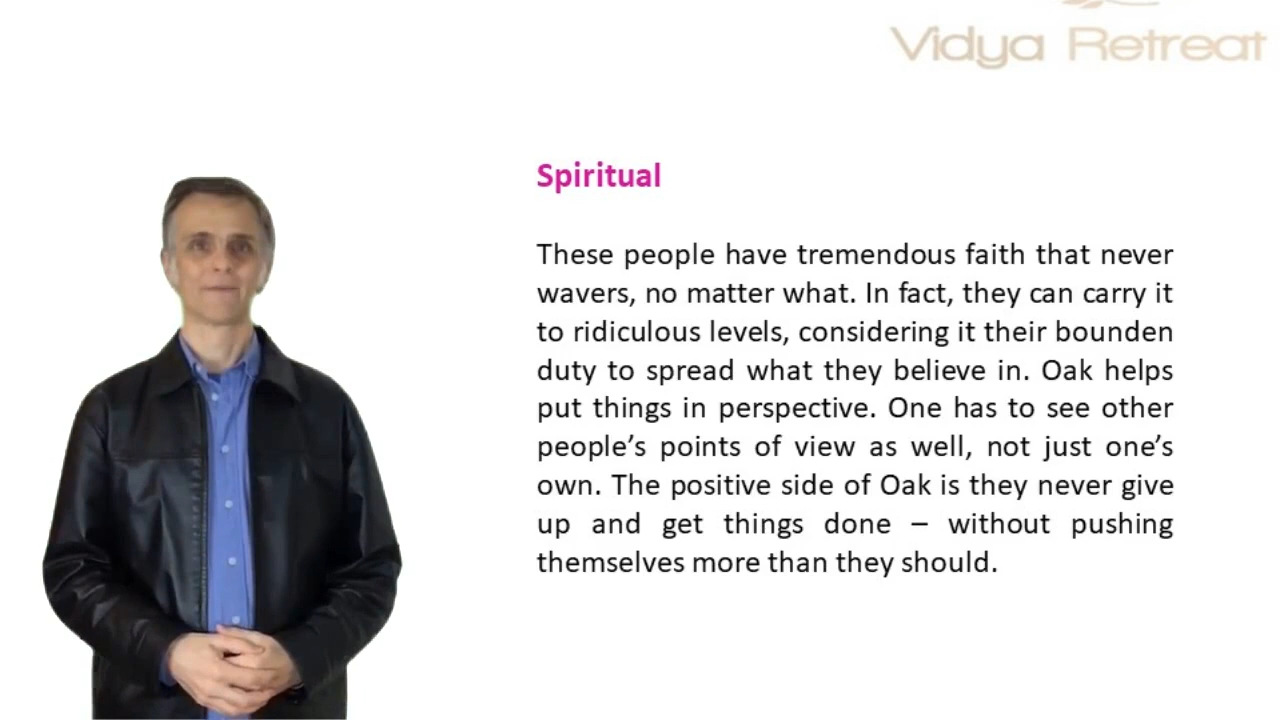 Vidya Retreat
Spiritual
These people have tremendous faith that never
wavers, no matter what. In fact, they can carry it
to ridiculous levels, considering it their bounden
duty to spread what they believe in. Oak helps
put things in perspective. One has to see other
people’s points of view as well, not just one’s
own. The positive side of Oak is they never give
up and get things done – without pushing
themselves more than they should.